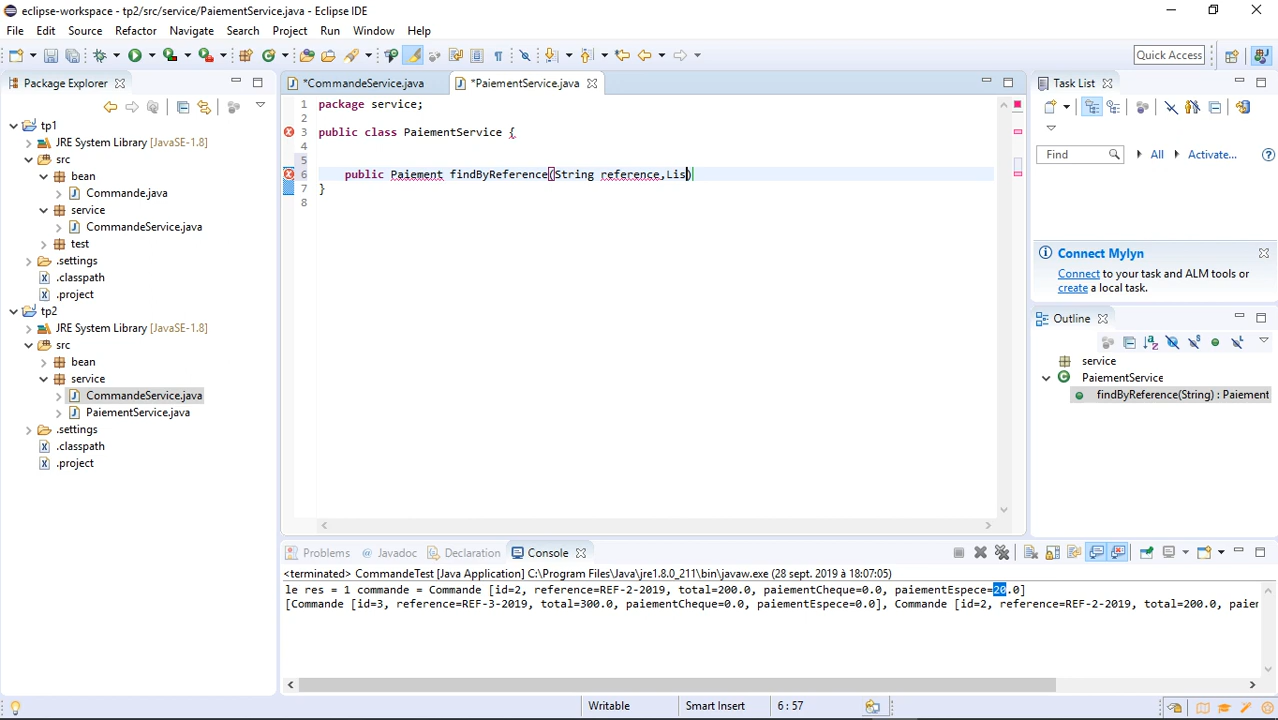 eclipse-workspace - tp2/src/service/PaiementService.java - Eclipse IDE
File Edit Source Refactor Navigate Search Project Run Window Help
Quick Access
Package Explorer
*CommandeService.java
*PaiementService.java
Task List
tp1
JRE System Library [JavaSE-1.8]
src
bean
Commande.java
service
CommandeService.java
test
.settings
.classpath
.project
tp2
JRE System Library [JavaSE-1.8]
src
bean
service
CommandeService.java
PaiementService.java
.settings
.classpath
.project
1 package service;
2
3 public class PaiementService {
4
5
6 public Paiement findByReference(String reference,Lis)
7 }
8
Find All Activate...
Connect Mylyn
Connect to your task and ALM tools or
create a local task.
Outline
service
PaiementService
findByReference(String) : Paiement
Problems Javadoc Declaration Console
<terminated> CommandeTest [Java Application] C:\Program Files\Java\jre1.8.0_211\bin\javaw.exe (28 sept. 2019 à 18:07:05)
le res = 1 commande = Commande [id=2, reference=REF-2-2019, total=200.0, paiementCheque=0.0, paiementEspece=20.0]
[Commande [id=3, reference=REF-3-2019, total=300.0, paiementCheque=0.0, paiementEspece=0.0], Commande [id=2, reference=REF-2-2019, total=200.0, paiem
Writable Smart Insert 6 : 57